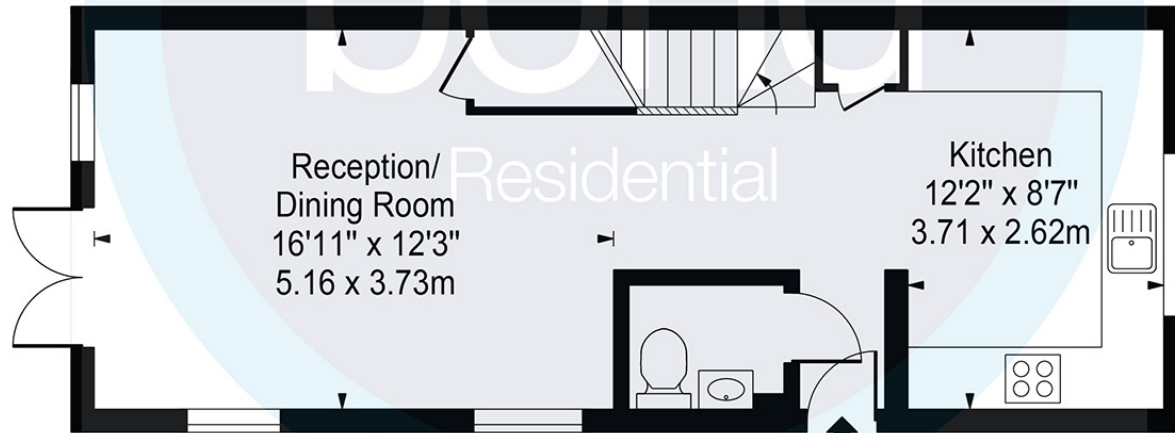 Residential
Reception/
Dining Room
16'11" x 12'3"
5.16 x 3.73m
Kitchen
12'2" x 8'7"
3.71 x 2.62m